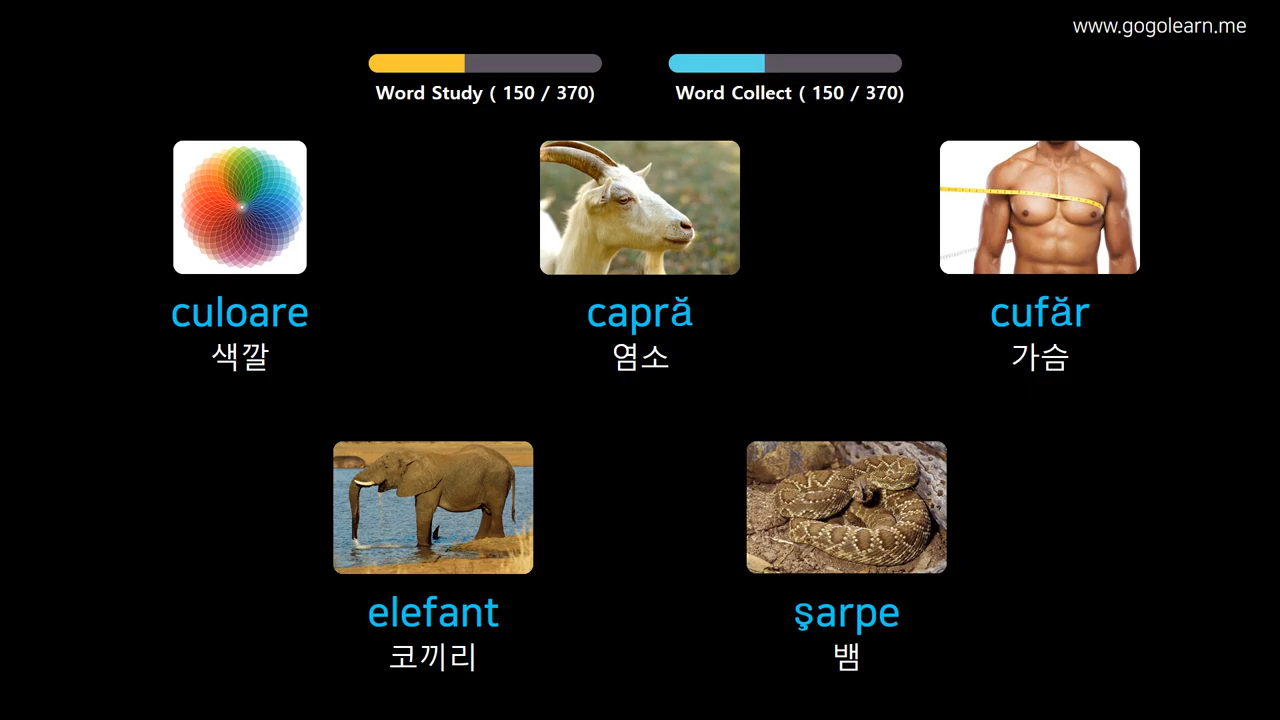 www.gogolearn.me
Word Study ( 150 / 370)
Word Collect ( 150 / 370)
culoare
색깔
capră
염소
cufăr
가슴
elefant
코끼리
şarpe
뱀